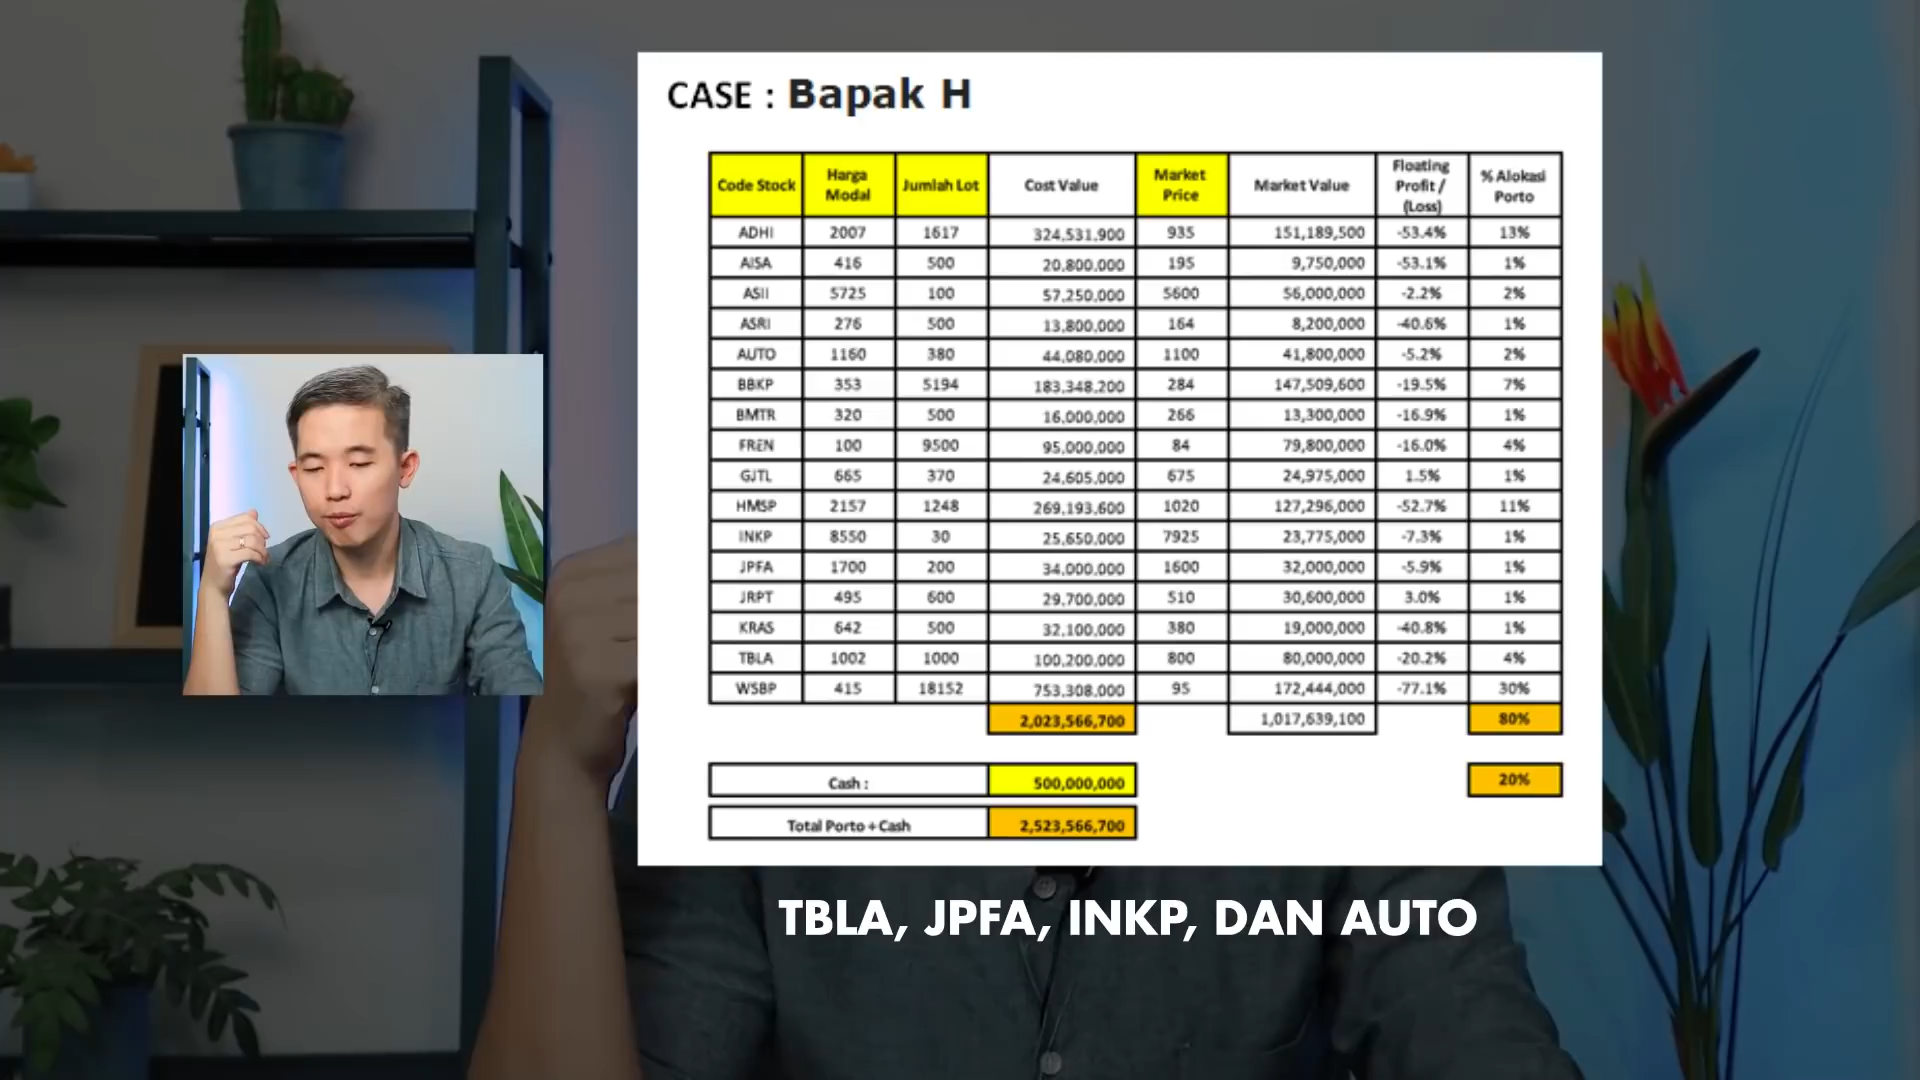 CASE : Bapak H
Code Stock Harga Modal Jumlah Lot Cost Value Market Price Market Value Floating Profit / (Loss) % Alokasi Porto
ADHI 2007 1617 324,531,900 935 151,189,500 -53.4% 13%
AISA 416 500 20,800,000 195 9,750,000 -53.1% 1%
ASII 5725 100 57,250,000 5600 56,000,000 -2.2% 2%
ASRI 276 500 13,800,000 164 8,200,000 -40.6% 1%
AUTO 1160 380 44,080,000 1100 41,800,000 -5.2% 2%
BBKP 353 5194 183,348,200 284 147,509,600 -19.5% 7%
BMTR 320 500 16,000,000 266 13,300,000 -16.9% 1%
FREN 100 9500 95,000,000 84 79,800,000 -16.0% 4%
GJTL 665 370 24,605,000 675 24,975,000 1.5% 1%
HMSP 2157 1248 269,193,600 1020 127,296,000 -52.7% 11%
INKP 8550 30 25,650,000 7925 23,775,000 -7.3% 1%
JPFA 1700 200 34,000,000 1600 32,000,000 -5.9% 1%
JRPT 495 600 29,700,000 510 30,600,000 3.0% 1%
KRAS 642 500 32,100,000 380 19,000,000 -40.8% 1%
TBLA 1002 1000 100,200,000 800 80,000,000 -20.2% 4%
WSBP 415 18152 753,308,000 95 172,444,000 -77.1% 30%
2,023,566,700 1,017,639,100 80%
Cash : 500,000,000 20%
Total Porto + Cash 2,523,566,700
TBLA, JPFA, INKP, DAN AUTO